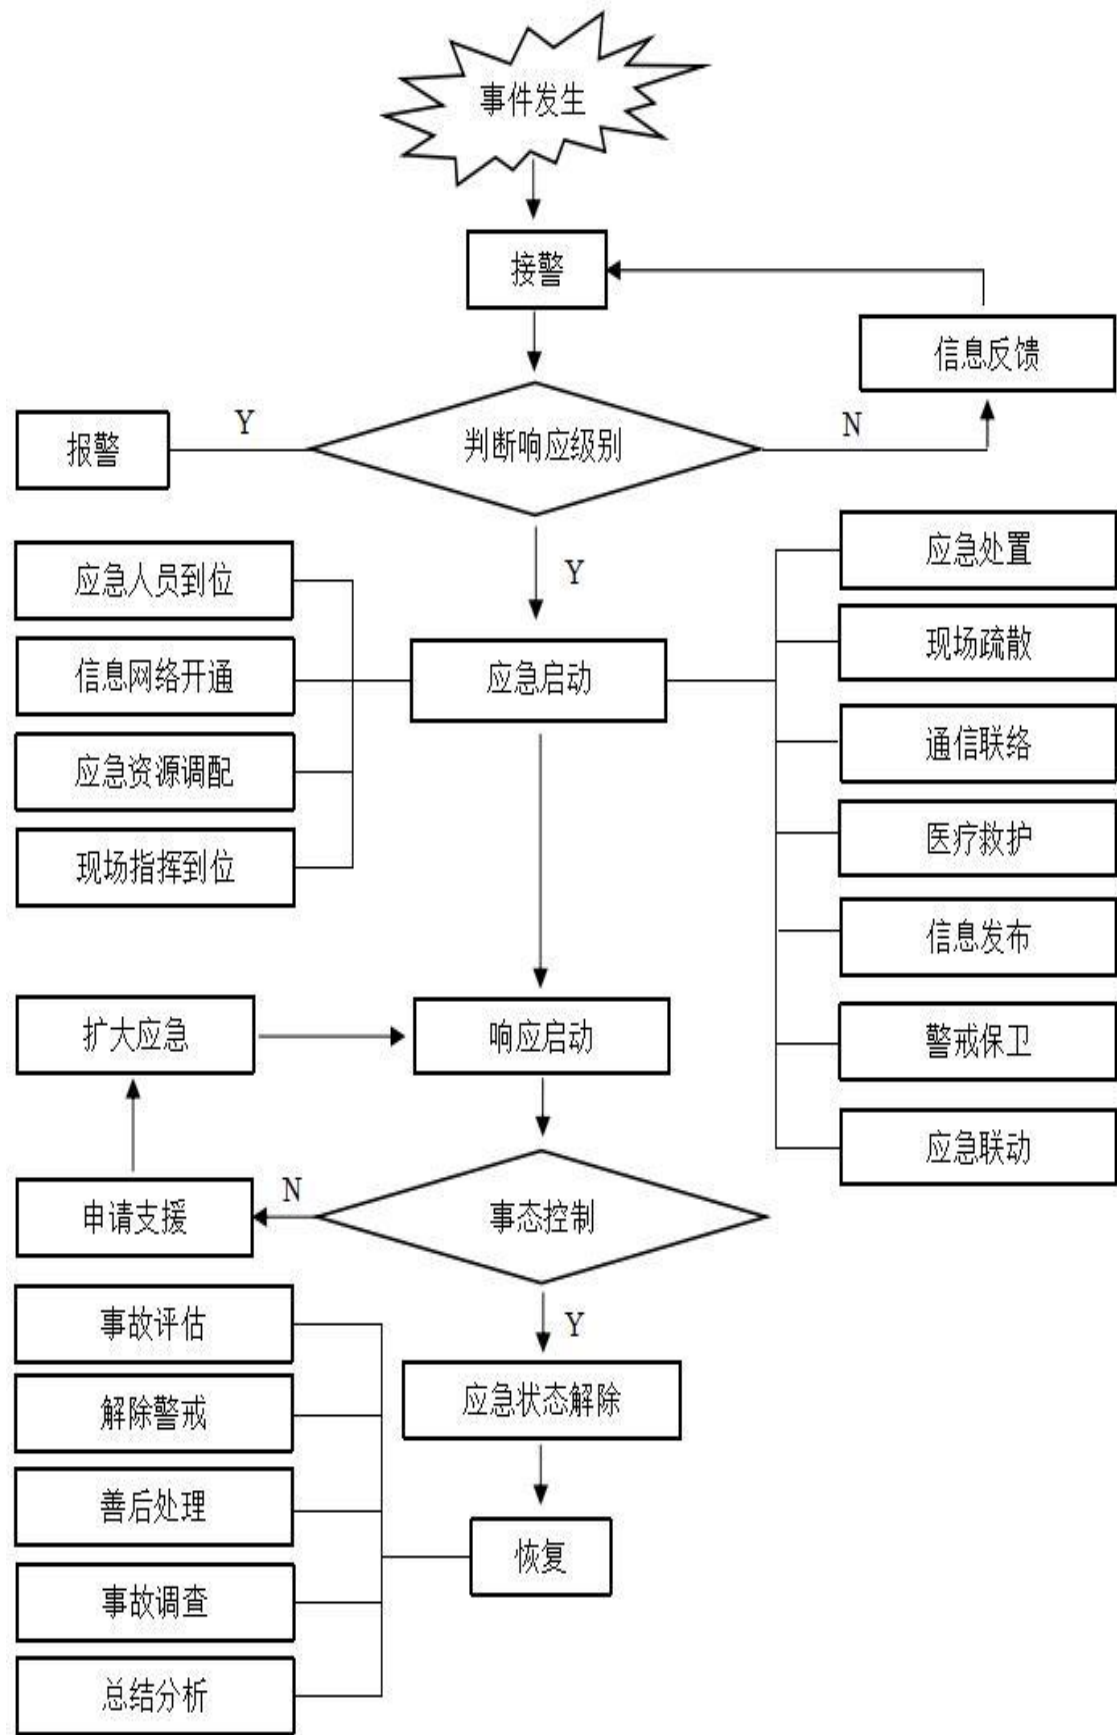 事件发生
接警
信息反馈
报警
Y
判断响应级别
N
Y
应急人员到位
信息网络开通
应急资源调配
现场指挥到位
应急启动
应急处置
现场疏散
通信联络
医疗救护
信息发布
警戒保卫
应急联动
扩大应急
响应启动
申请支援
N
事态控制
Y
应急状态解除
恢复
事故评估
解除警戒
善后处理
事故调查
总结分析